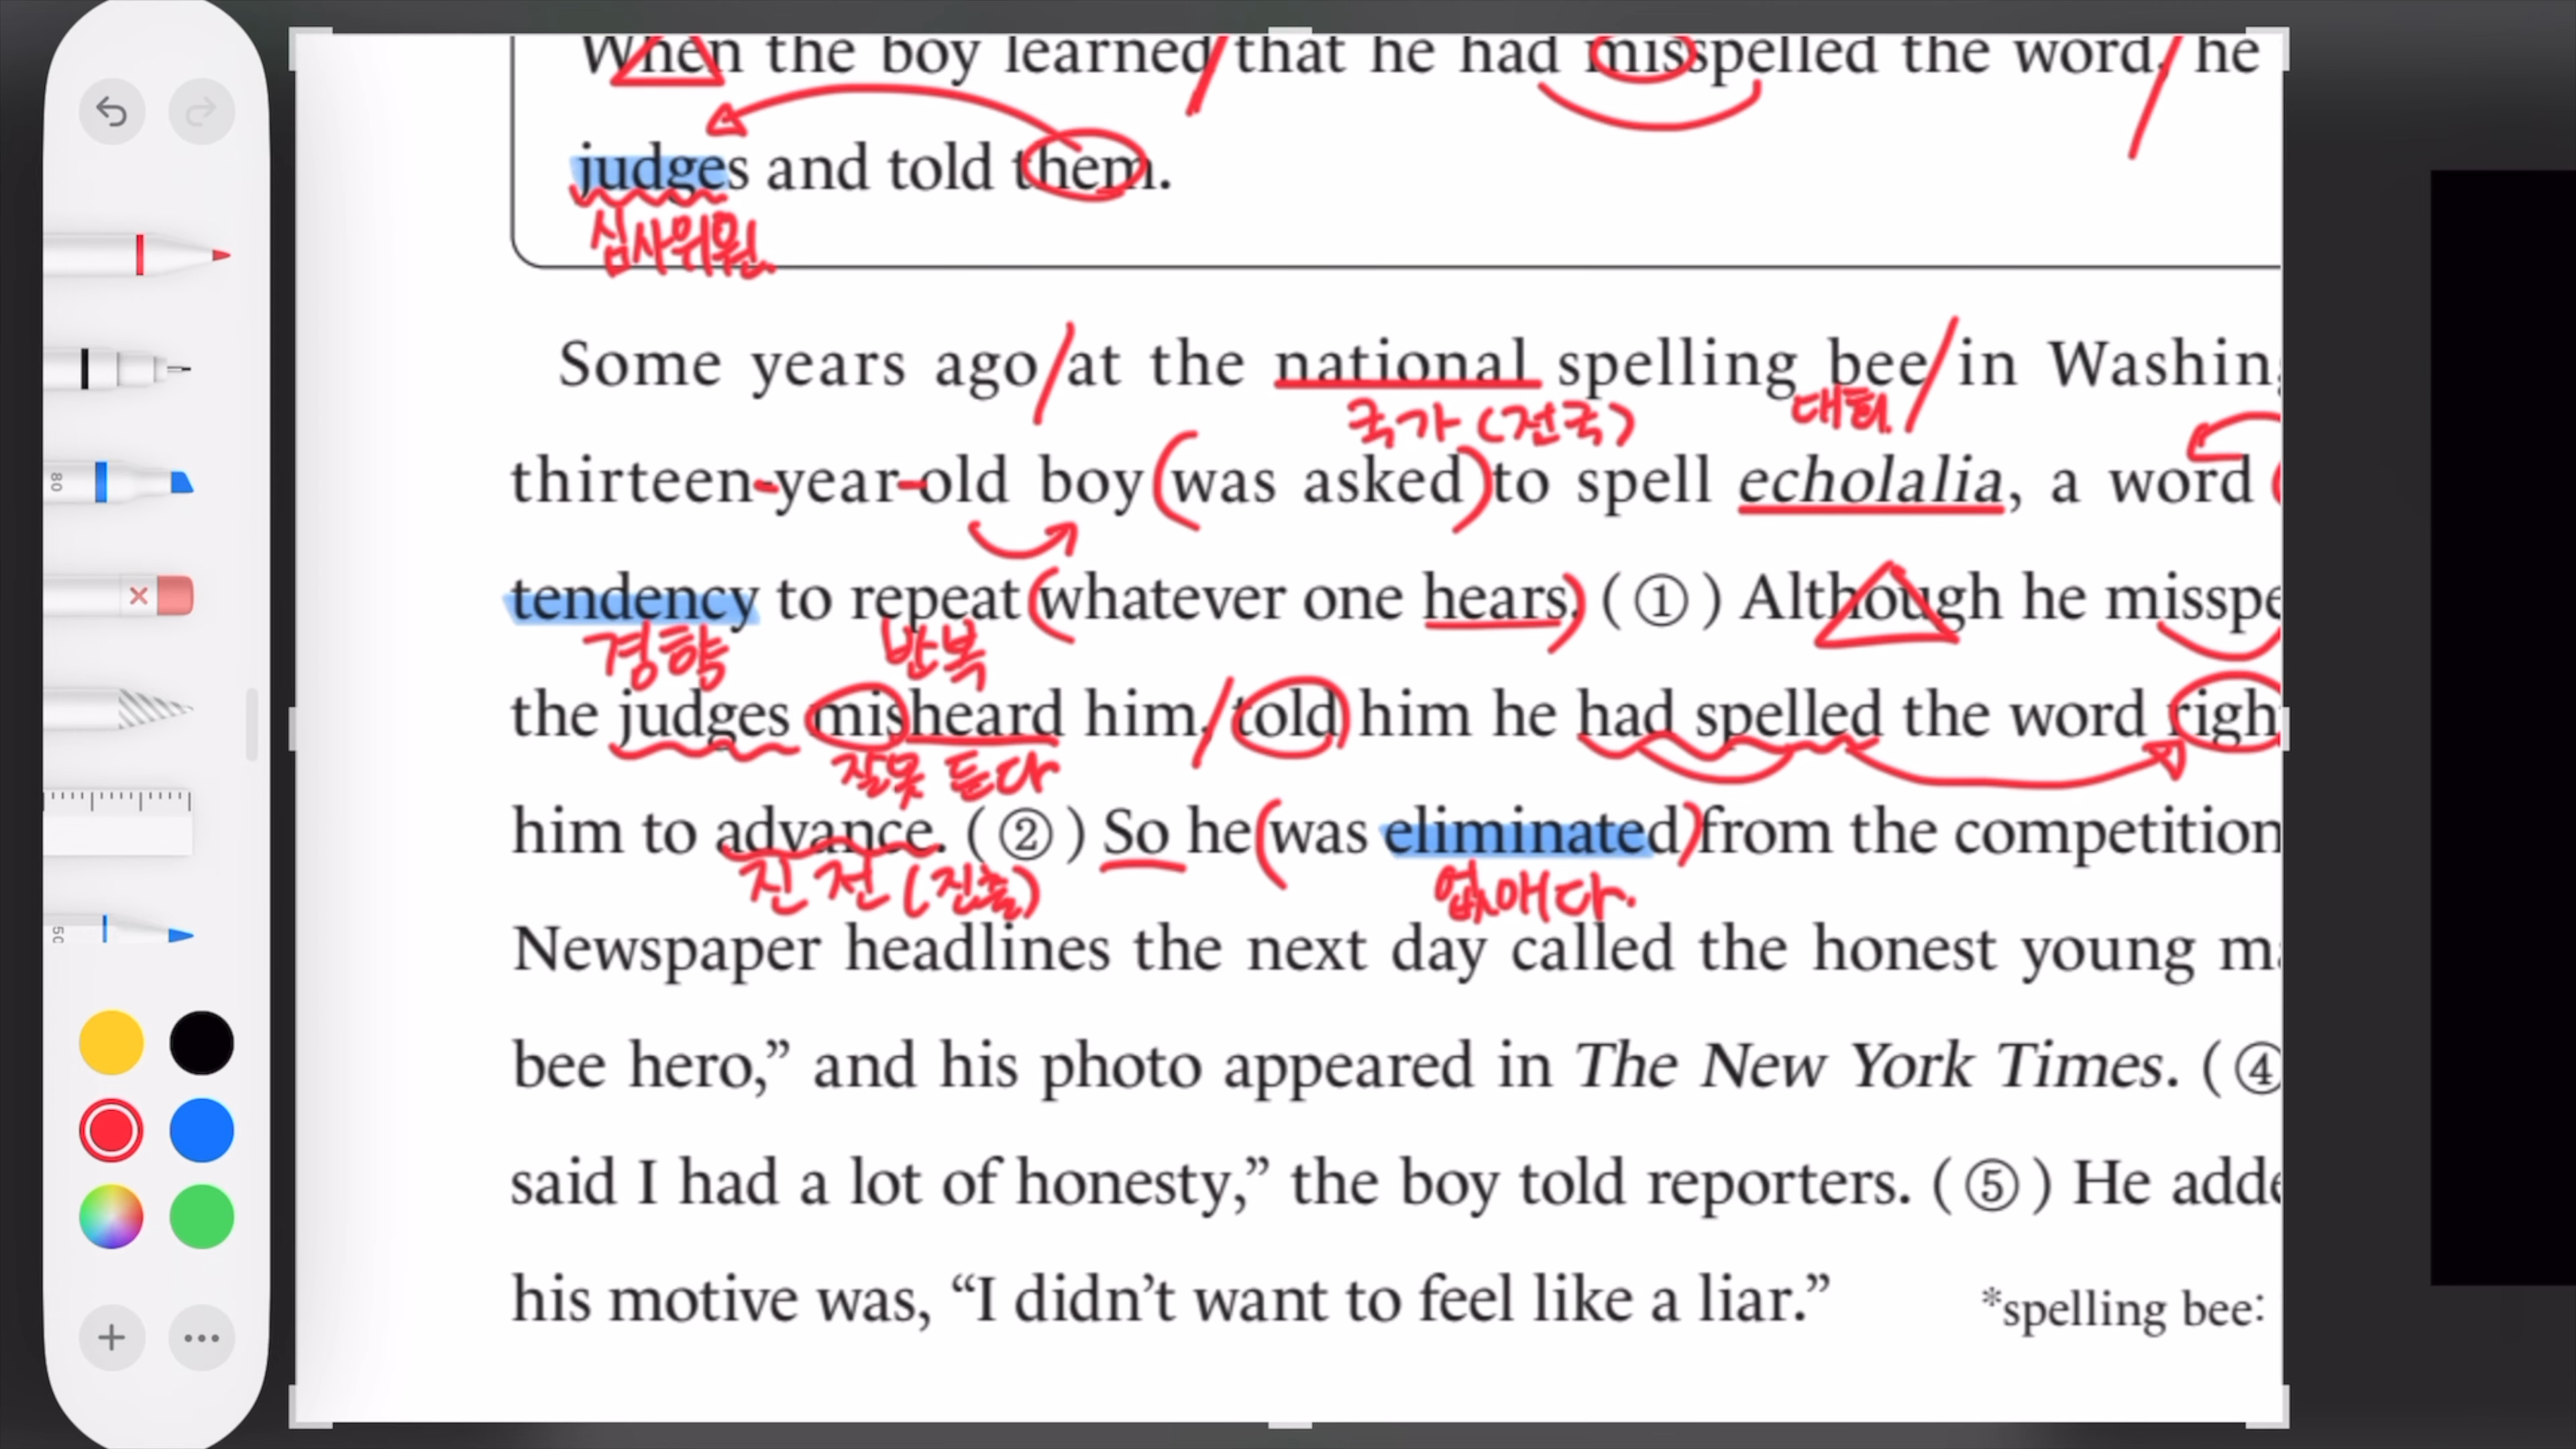 When the boy learned that he had misspelled the word, he
judges and told them.
심사위원.
Some years ago at the national spelling bee in Washing
국가 (전국) 대회.
thirteen-year-old boy was asked to spell echolalia, a word
tendency to repeat whatever one hears. ( ① ) Although he misspe
경향 반복
the judges misheard him, told him he had spelled the word righ
잘못 듣다
him to advance. ( ② ) So he was eliminated from the competition
진전 (진출) 없애다.
Newspaper headlines the next day called the honest young ma
bee hero,” and his photo appeared in The New York Times. ( ④
said I had a lot of honesty,” the boy told reporters. ( ⑤ ) He adde
his motive was, “I didn’t want to feel like a liar.”
*spelling bee:
80
50